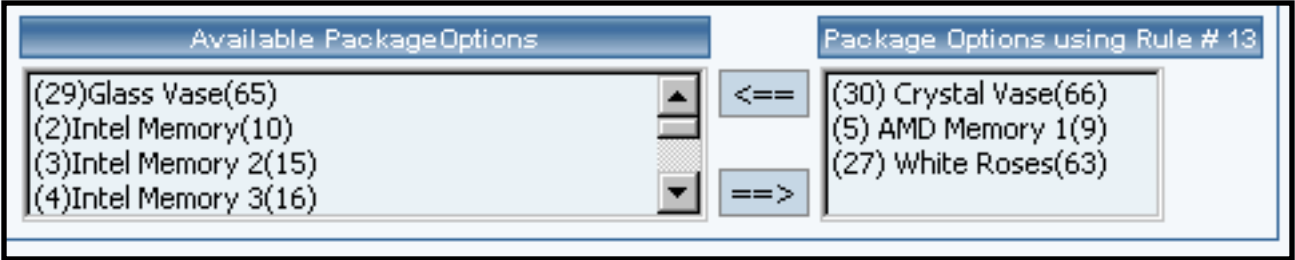 Available PackageOptions
(29)Glass Vase(65)
(2)Intel Memory(10)
(3)Intel Memory 2(15)
(4)Intel Memory 3(16)
<==
==>
Package Options using Rule # 13
(30) Crystal Vase(66)
(5) AMD Memory 1(9)
(27) White Roses(63)